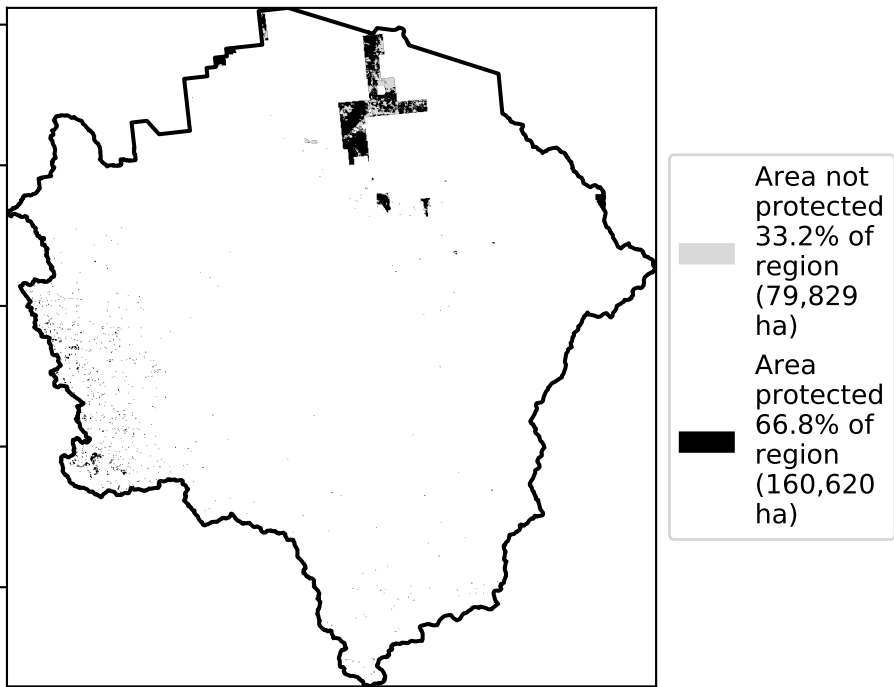 Area not
protected
33.2% of
region
(79,829
ha)
Area
protected
66.8% of
region
(160,620
ha)